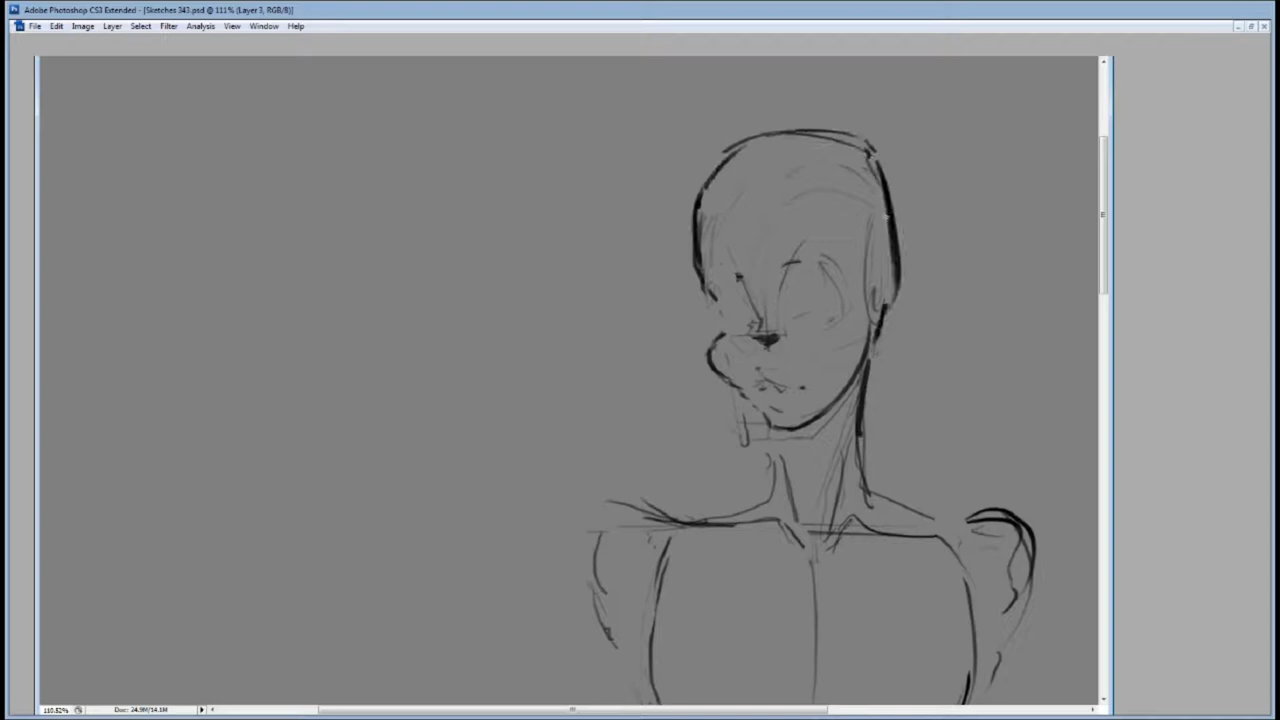 Adobe Photoshop CS3 Extended - [Sketches 343.psd @ 111% (Layer 3, RGB/8)]
File Edit Image Layer Select Filter Analysis View Window Help
110.52% Doc: 24.9M/14.1M